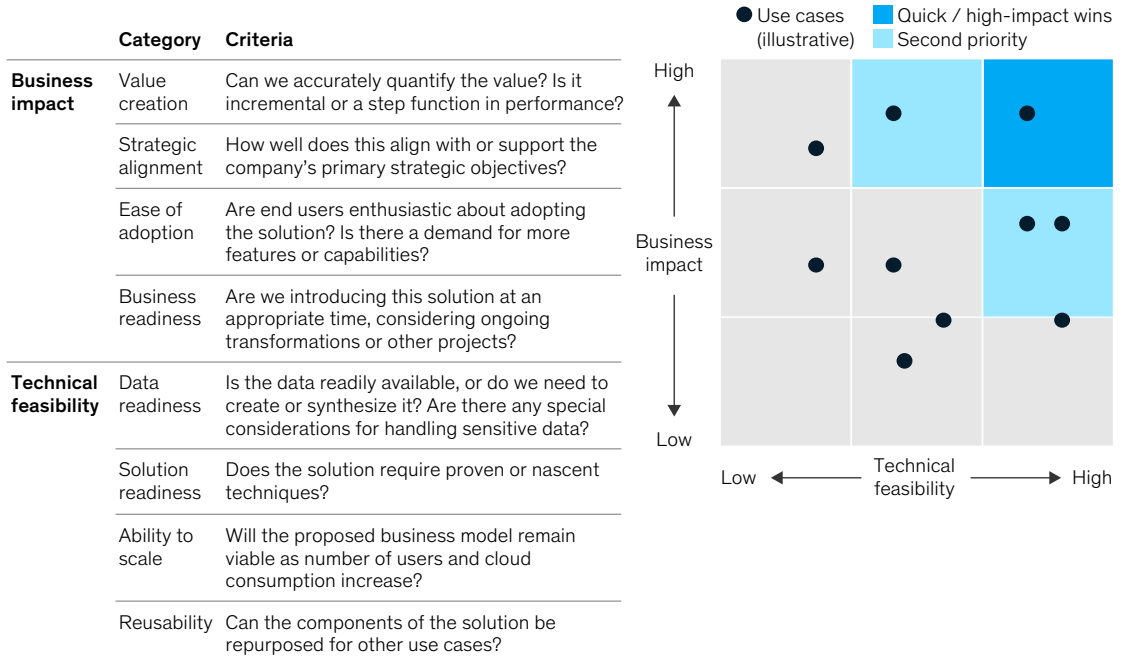 Category Criteria
Business impact
Value creation
Can we accurately quantify the value? Is it
incremental or a step function in performance?
Strategic alignment
How well does this align with or support the
company's primary strategic objectives?
Ease of adoption
Are end users enthusiastic about adopting
the solution? Is there a demand for more
features or capabilities?
Business readiness
Are we introducing this solution at an
appropriate time, considering ongoing
transformations or other projects?
Technical feasibility
Data readiness
Is the data readily available, or do we need to
create or synthesize it? Are there any special
considerations for handling sensitive data?
Solution readiness
Does the solution require proven or nascent
techniques?
Ability to scale
Will the proposed business model remain
viable as number of users and cloud
consumption increase?
Reusability
Can the components of the solution be
repurposed for other use cases?
Use cases
(illustrative)
Quick / high-impact wins
Second priority
High
Business
impact
Low
Low
Technical
feasibility
High